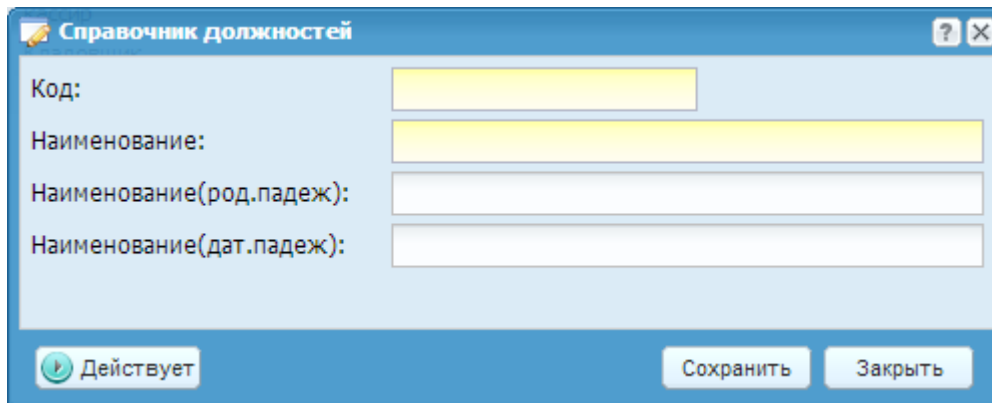 Справочник должностей
Код:
Наименование:
Наименование(род.падеж):
Наименование(дат.падеж):
Действует Сохранить Закрыть